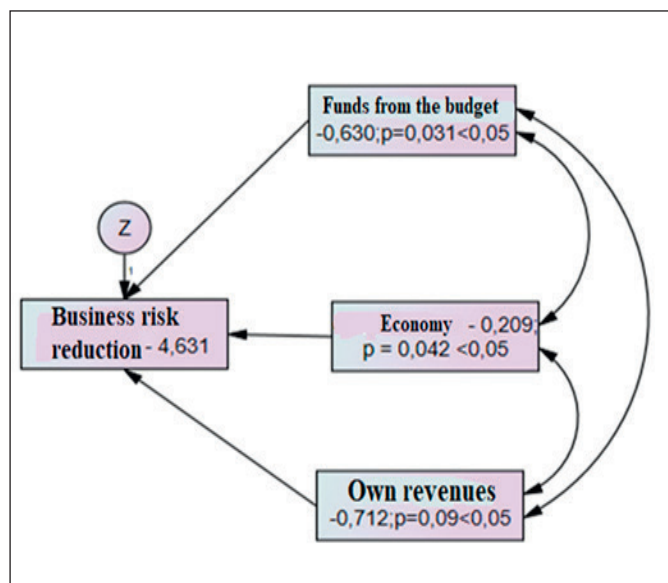 Funds from the budget
-0,630;p=0,031<0,05
Z
1
Business risk
reduction - 4,631
Economy - 0,209;
p = 0,042 <0,05
Own revenues
-0,712;p=0,09<0,05